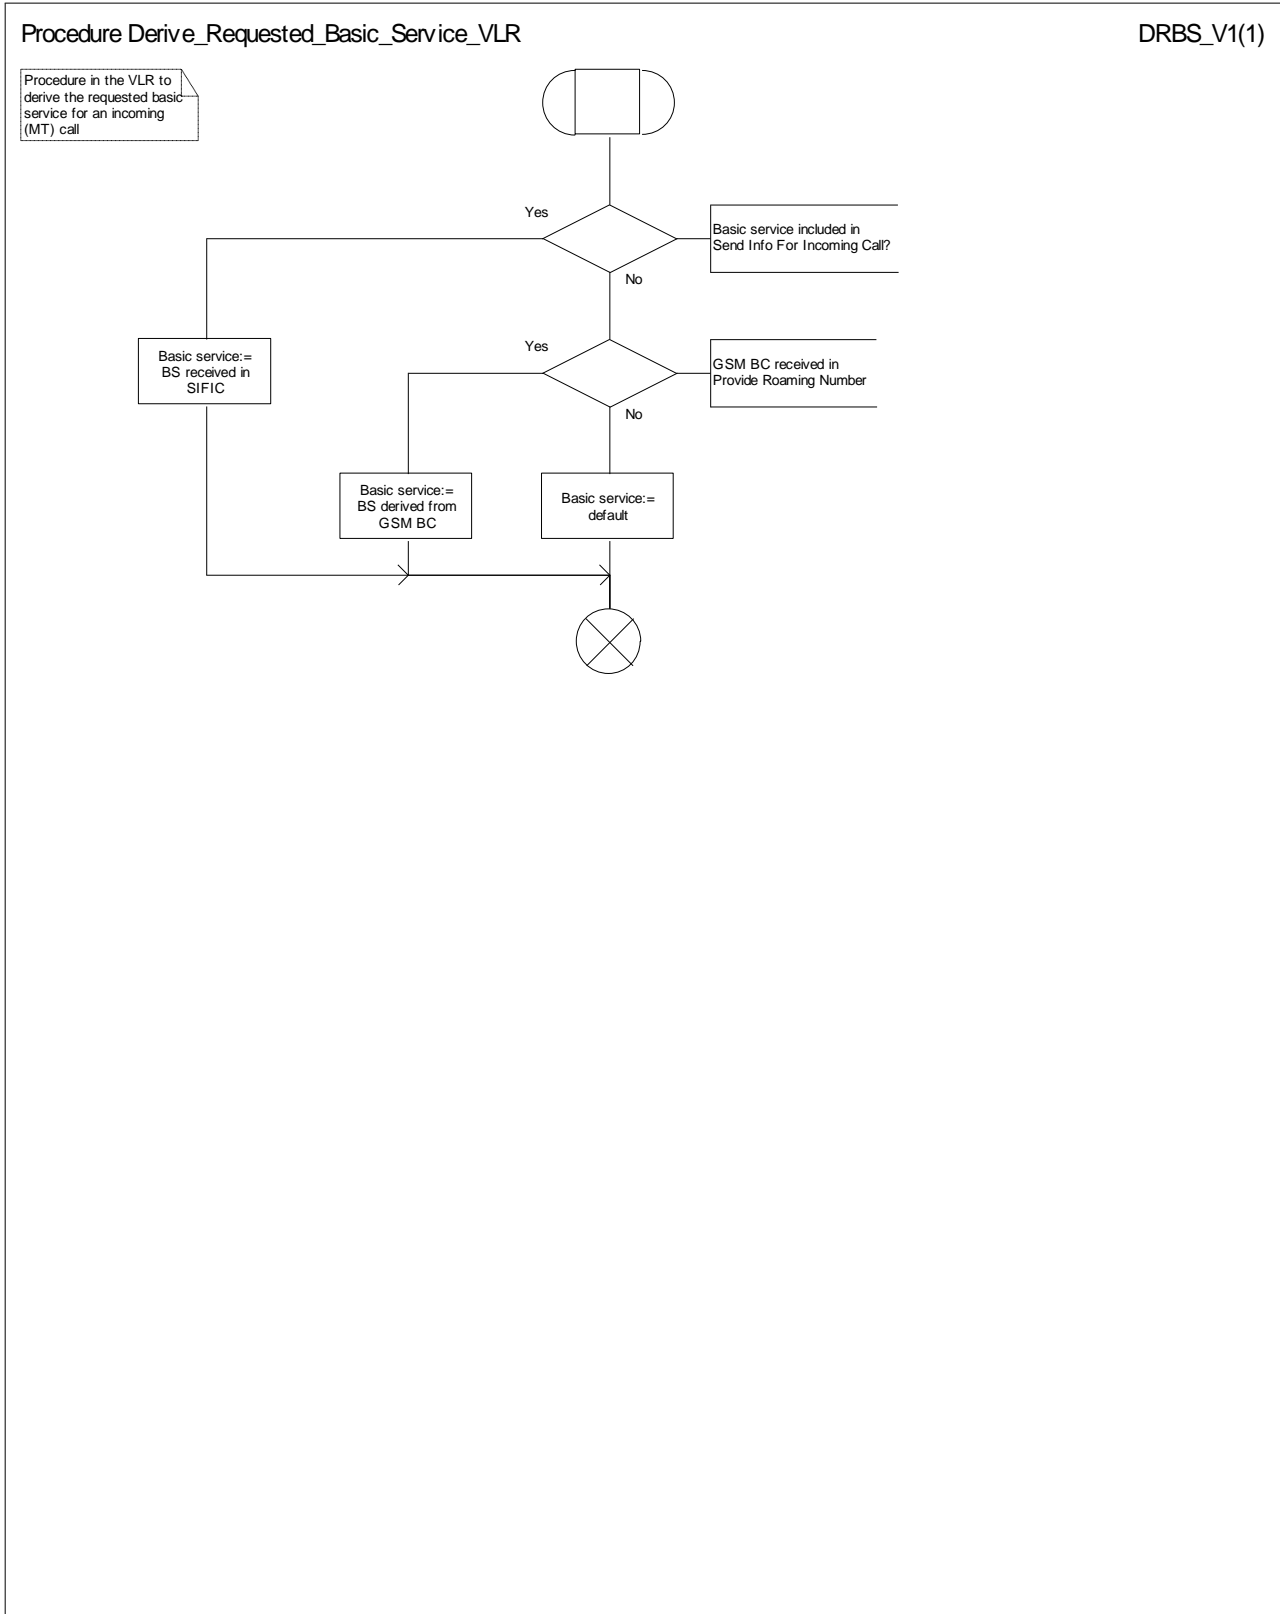 Procedure Derive_Requested_Basic_Service_VLR
DRBS_V1(1)
Procedure in the VLR to
derive the requested basic
service for an incoming
(MT) call
Yes
Basic service included in
Send Info For Incoming Call?
No
Yes
GSM BC received in
Provide Roaming Number
No
Basic service:=
BS received in
SIFIC
Basic service:=
BS derived from
GSM BC
Basic service:=
default